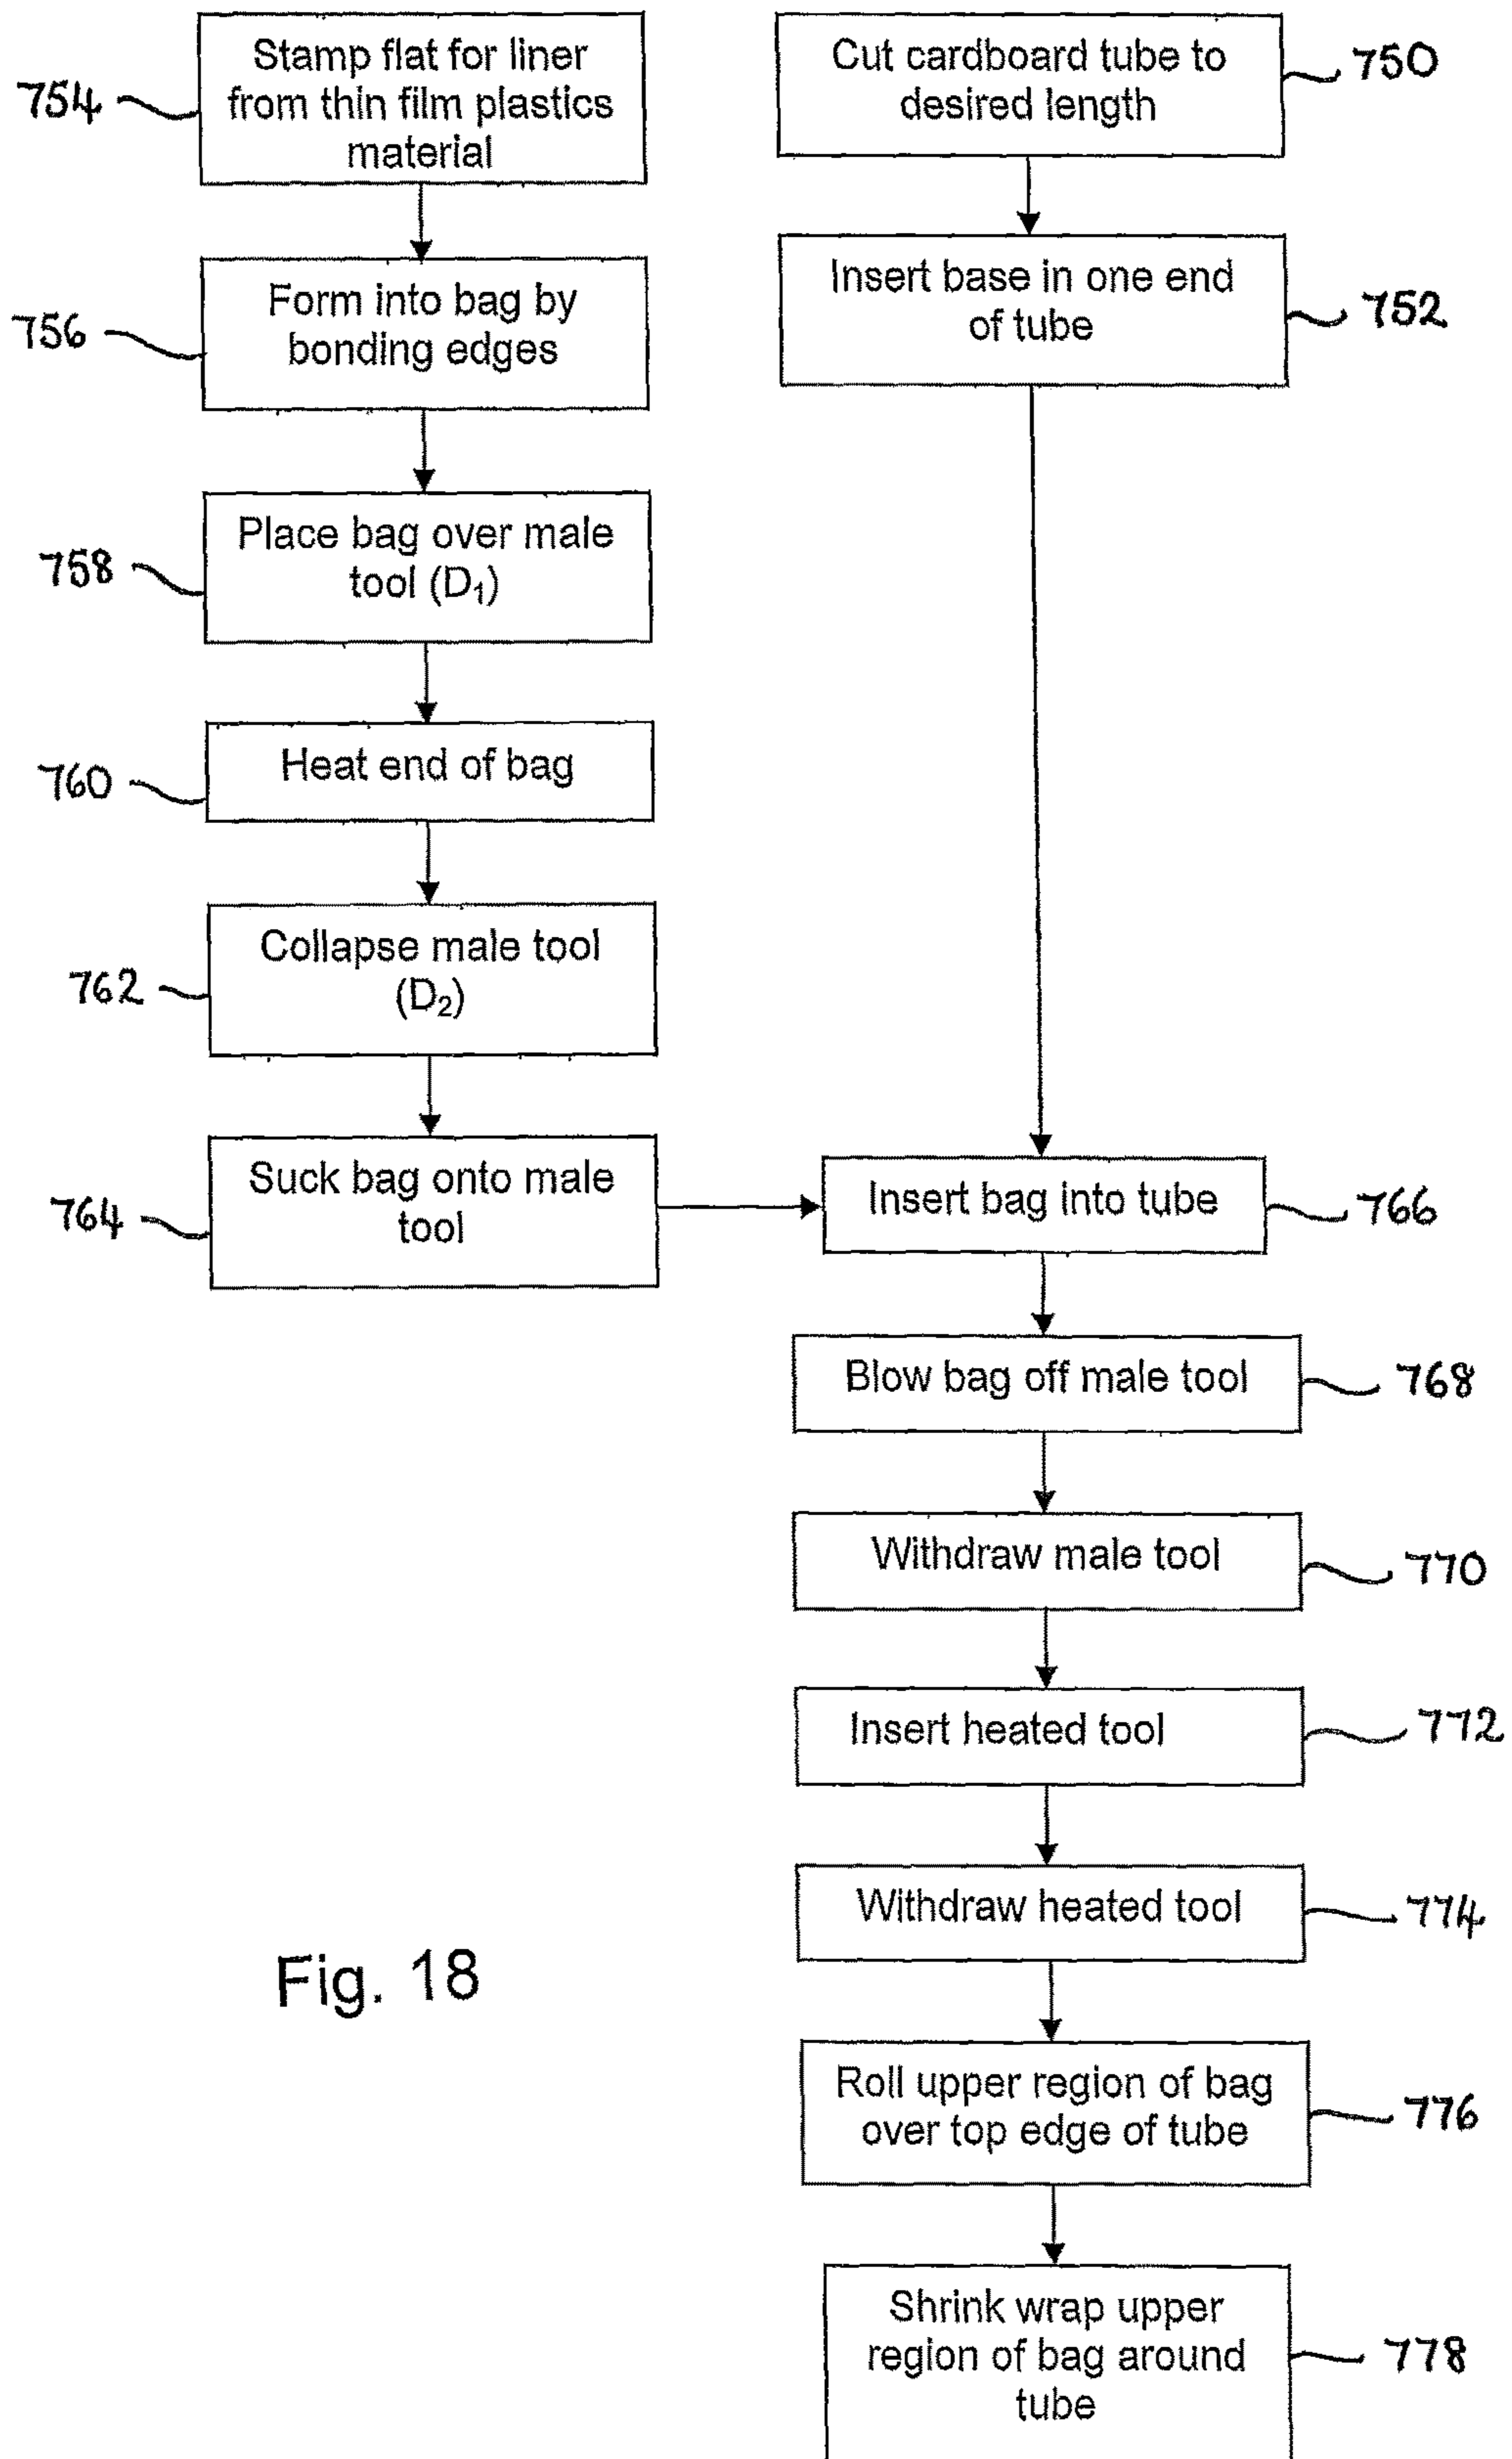 754
Stamp flat for liner
from thin film plastics
material
Cut cardboard tube to
desired length
750
756
Form into bag by
bonding edges
Insert base in one end
of tube
752
758
Place bag over male
tool (D₁)
760
Heat end of bag
762
Collapse male tool
(D₂)
764
Suck bag onto male
tool
Insert bag into tube
766
Blow bag off male tool
768
Withdraw male tool
770
Insert heated tool
772
Withdraw heated tool
774
Fig. 18
Roll upper region of bag
over top edge of tube
776
Shrink wrap upper
region of bag around
tube
778